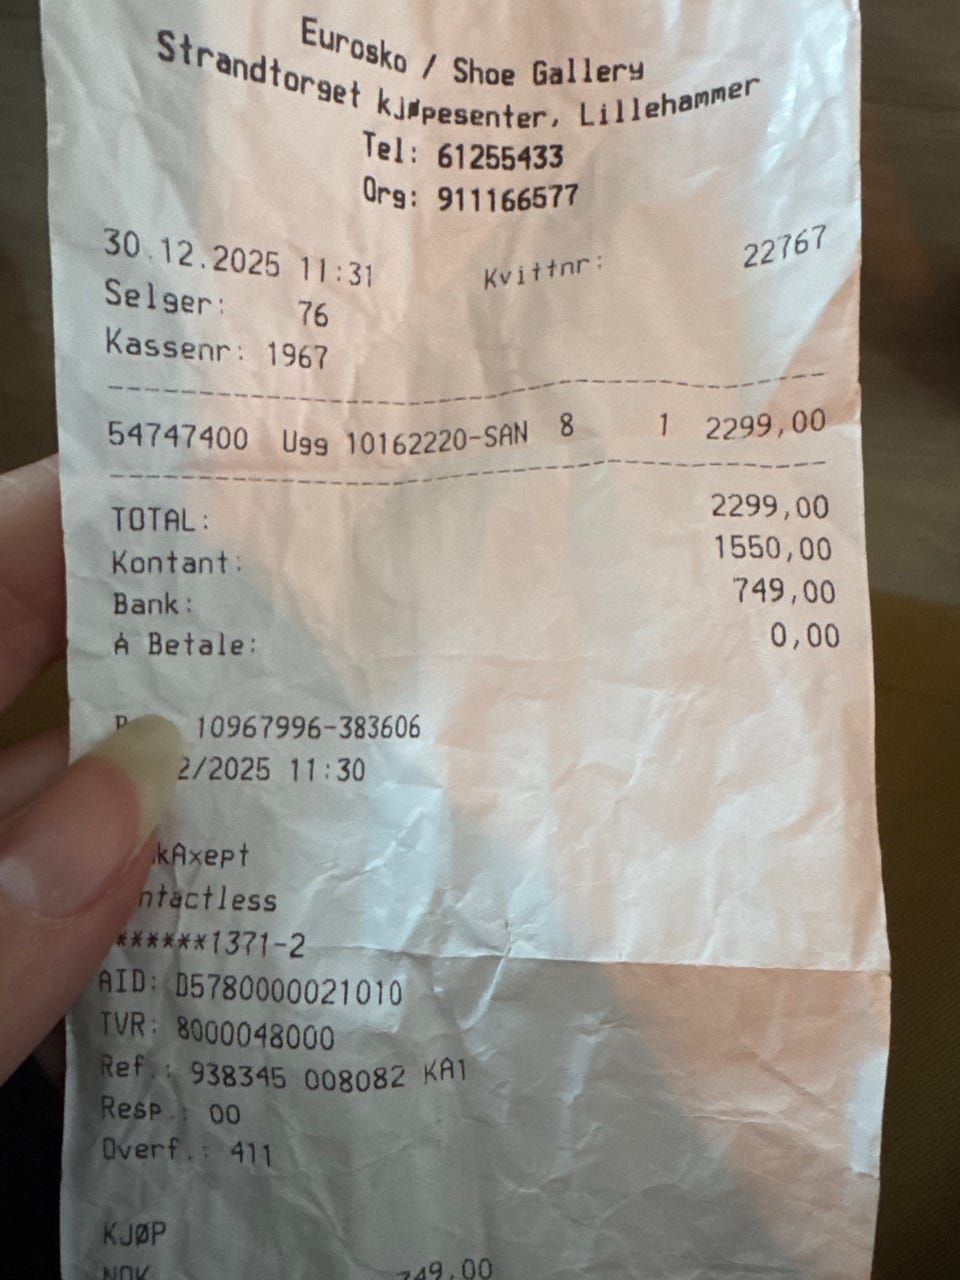 Eurosko / Shoe Gallery
Strandtorget kjøpesenter, Lillehammer
Tel: 61255433
Org: 911166577
30.12.2025 11:31 Kvittnr: 22767
Selger: 76
Kassenr: 1967
54747400 Ugg 10162220-SAN 8 1 2299,00
TOTAL: 2299,00
Kontant: 1550,00
Bank: 749,00
Å Betale: 0,00
10967996-383606
2/2025 11:30
kAxept
ntactless
******1371-2
AID: D5780000021010
TVR: 8000048000
Ref.: 938345 008082 KA1
Resp.: 00
Overf.: 411
KJØP
NOK 749,00